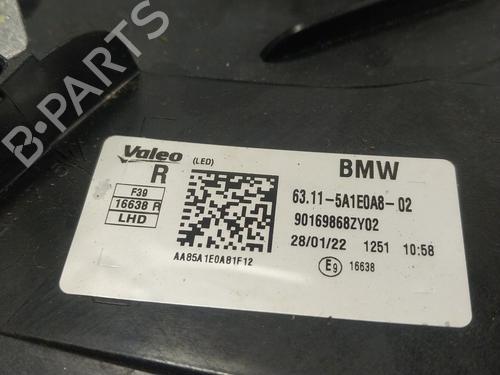 B-PARTS
Valeo (LED) BMW
R
F39
16638 R
LHD
63.11-5A1E0A8-02
90169868ZY02
28/01/22 1251 10:58
AA85A1E0A81F12
E9 16638